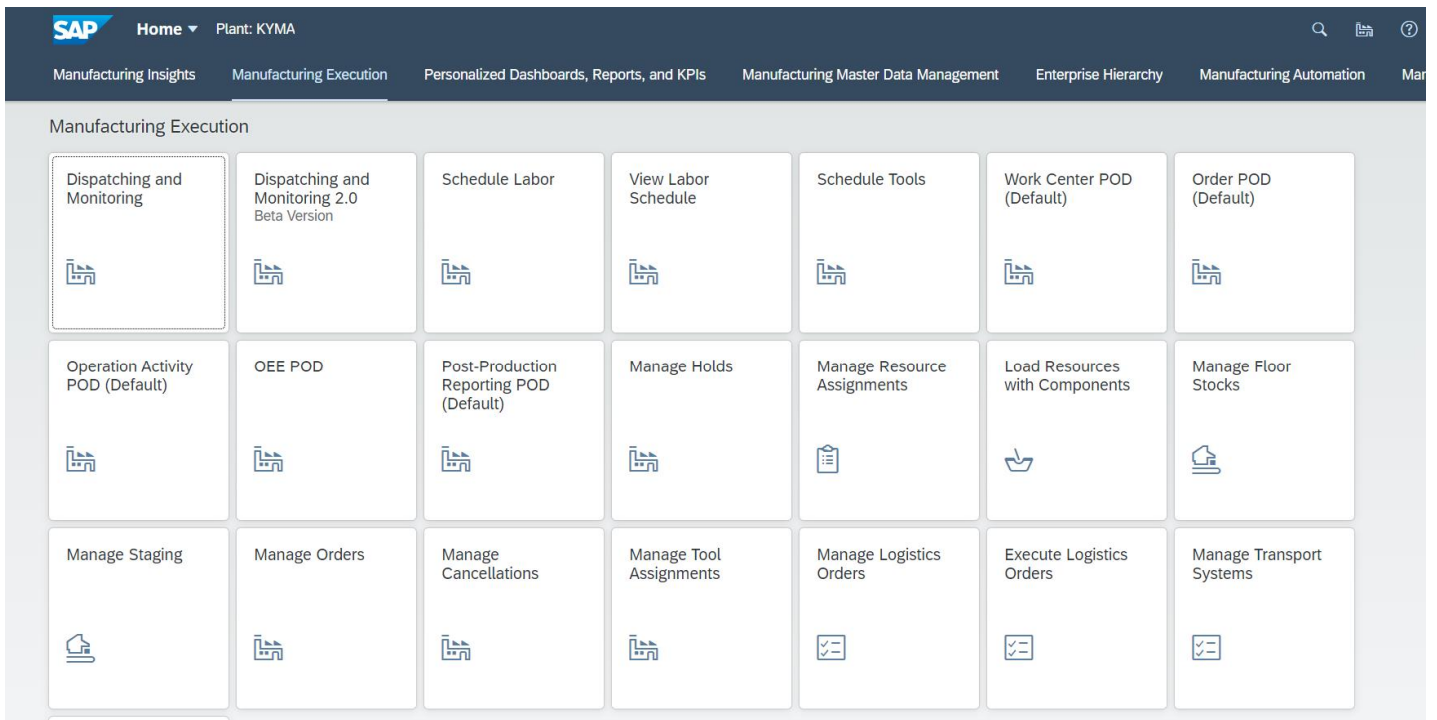 SAP Home Plant: KYMA
Manufacturing Insights Manufacturing Execution Personalized Dashboards, Reports, and KPIs Manufacturing Master Data Management Enterprise Hierarchy Manufacturing Automation Mar
Manufacturing Execution
Dispatching and
Monitoring
Dispatching and
Monitoring 2.0
Beta Version
Schedule Labor
View Labor
Schedule
Schedule Tools
Work Center POD
(Default)
Order POD
(Default)
Operation Activity
POD (Default)
OEE POD
Post-Production
Reporting POD
(Default)
Manage Holds
Manage Resource
Assignments
Load Resources
with Components
Manage Floor
Stocks
Manage Staging
Manage Orders
Manage
Cancellations
Manage Tool
Assignments
Manage Logistics
Orders
Execute Logistics
Orders
Manage Transport
Systems